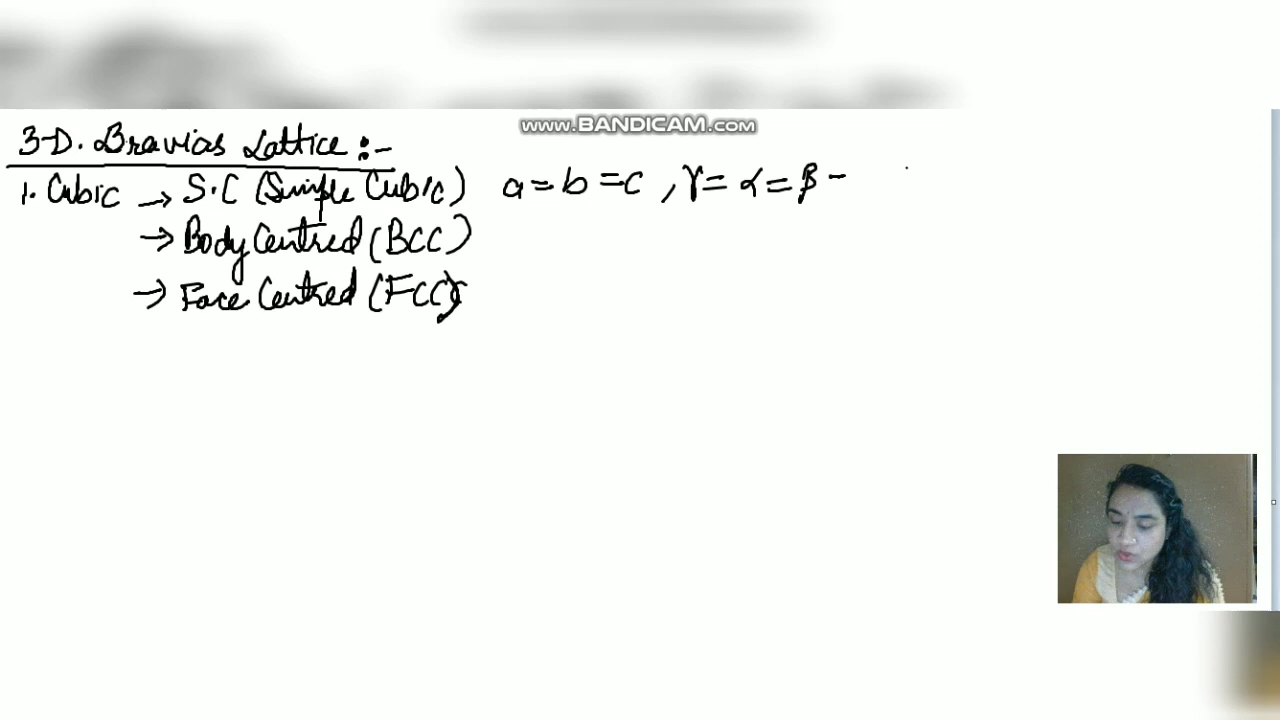 www.BANDICAM.com
3-D. Bravias Lattice :-
1. Cubic → S.C (Simple Cubic) a = b = c , γ = α = β -
→ Body Centred (BCC)
→ Face Centred (FCC)